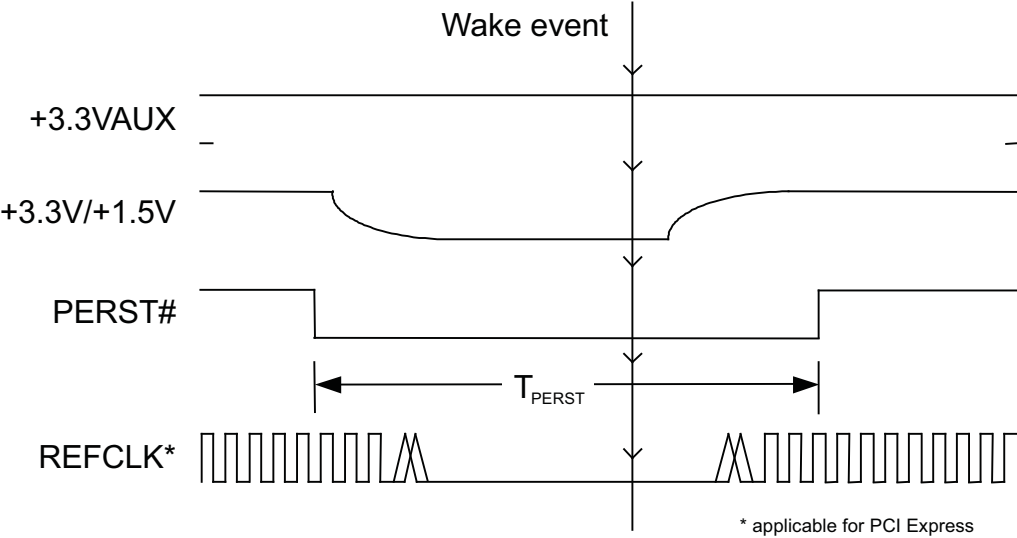 Wake event
+3.3VAUX
+3.3V/+1.5V
PERST#
TPERST
REFCLK*
* applicable for PCI Express